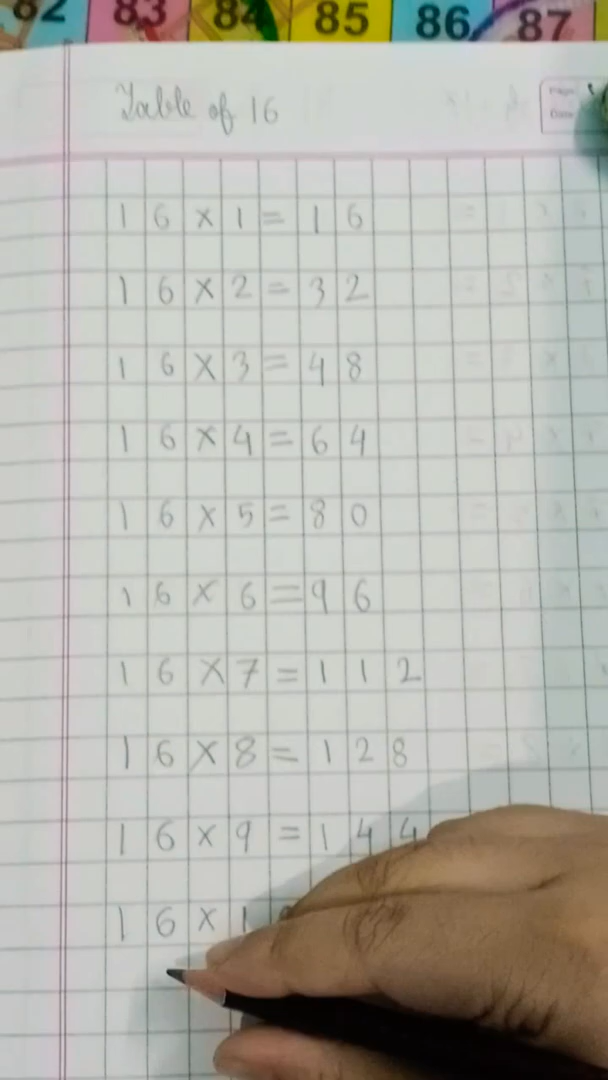 82 83 84 85 86 87
Table of 16
Page
Date
16 × 1 = 16
16 × 2 = 32
16 × 3 = 48
16 × 4 = 64
16 × 5 = 80
16 × 6 = 96
16 × 7 = 112
16 × 8 = 128
16 × 9 = 144
16 × 1